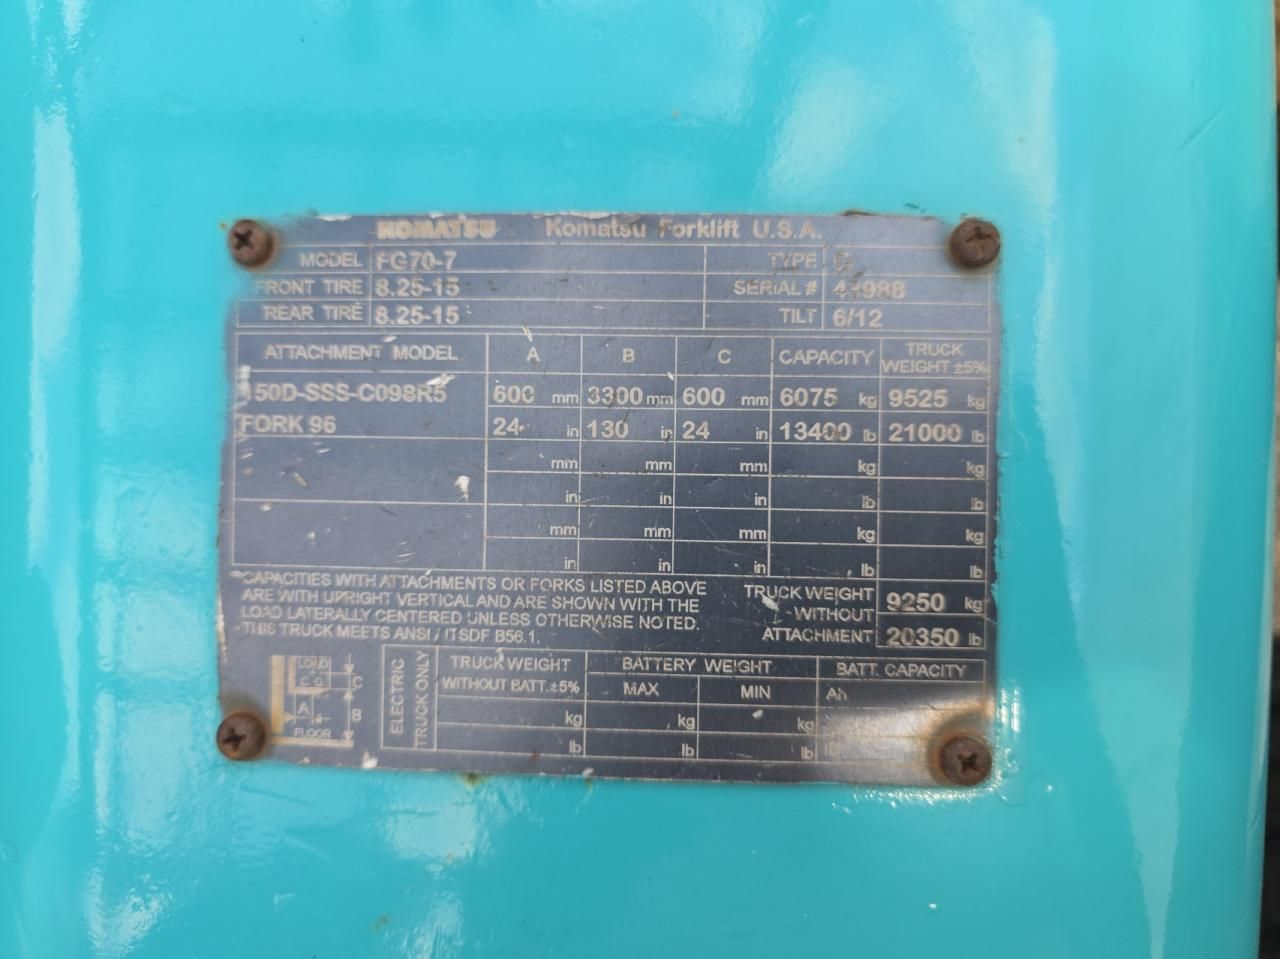 KOMATSU Komatsu Forklift U.S.A.
MODEL FG70-7 TYPE G
FRONT TIRE 8.25-15 SERIAL #
REAR TIRE 8.25-15 TILT 6/12
ATTACHMENT MODEL A B C CAPACITY TRUCK WEIGHT ±5%
150D-SSS-C098R5 600 mm 3300 mm 600 mm 6075 kg 9525 kg
FORK 96 24 in 130 in 24 in 13400 lb 21000 lb
mm mm mm kg kg
in in in lb lb
mm mm mm kg kg
in in in lb lb
CAPACITIES WITH ATTACHMENTS OR FORKS LISTED ABOVE
ARE WITH UPRIGHT VERTICAL AND ARE SHOWN WITH THE
LOAD LATERALLY CENTERED UNLESS OTHERWISE NOTED.
THIS TRUCK MEETS ANSI / ITSDF B56.1.
TRUCK WEIGHT
WITHOUT
ATTACHMENT
9250 kg
20350 lb
LOAD
C G C
A B
FLOOR
ELECTRIC
TRUCK ONLY
TRUCK WEIGHT BATTERY WEIGHT BATT. CAPACITY
WITHOUT BATT. ±5% MAX MIN Ah
kg kg kg
lb lb lb